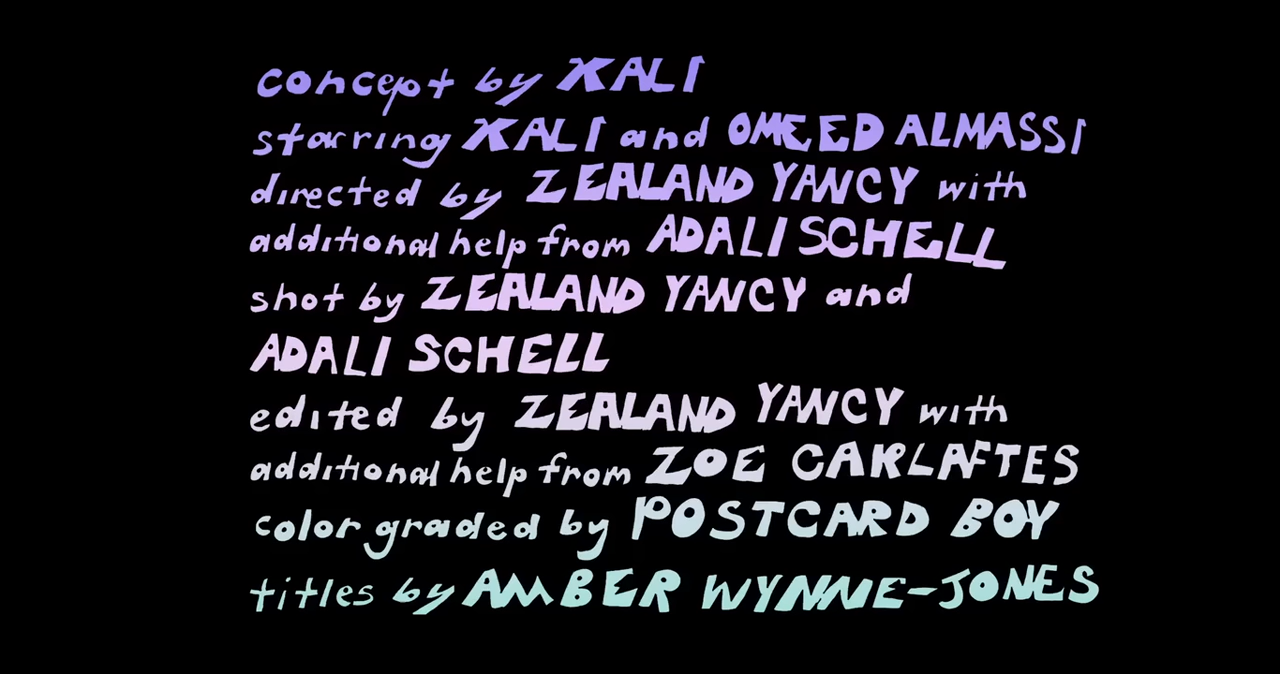 concept by XALI
starring XALI and OMEED ALMASSI
directed by ZEALAND YANCY with
additional help from ADALI SCHELL
shot by ZEALAND YANCY and
ADALI SCHELL
edited by ZEALAND YANCY with
additional help from ZOE CARLAFTES
color graded by POSTCARD BOY
titles by AMBER WYNNE-JONES